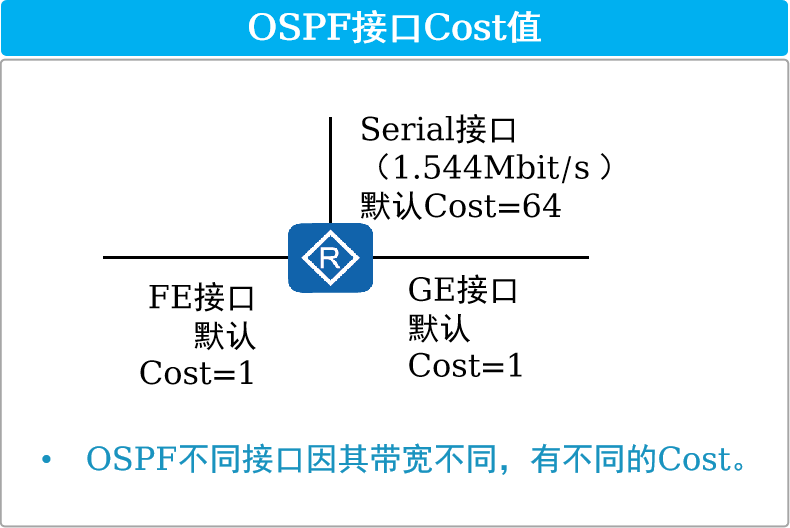 OSPF接口Cost值
Serial接口
（1.544Mbit/s ）
默认Cost=64
R
FE接口
默认
Cost=1
GE接口
默认
Cost=1
• OSPF不同接口因其带宽不同，有不同的Cost。